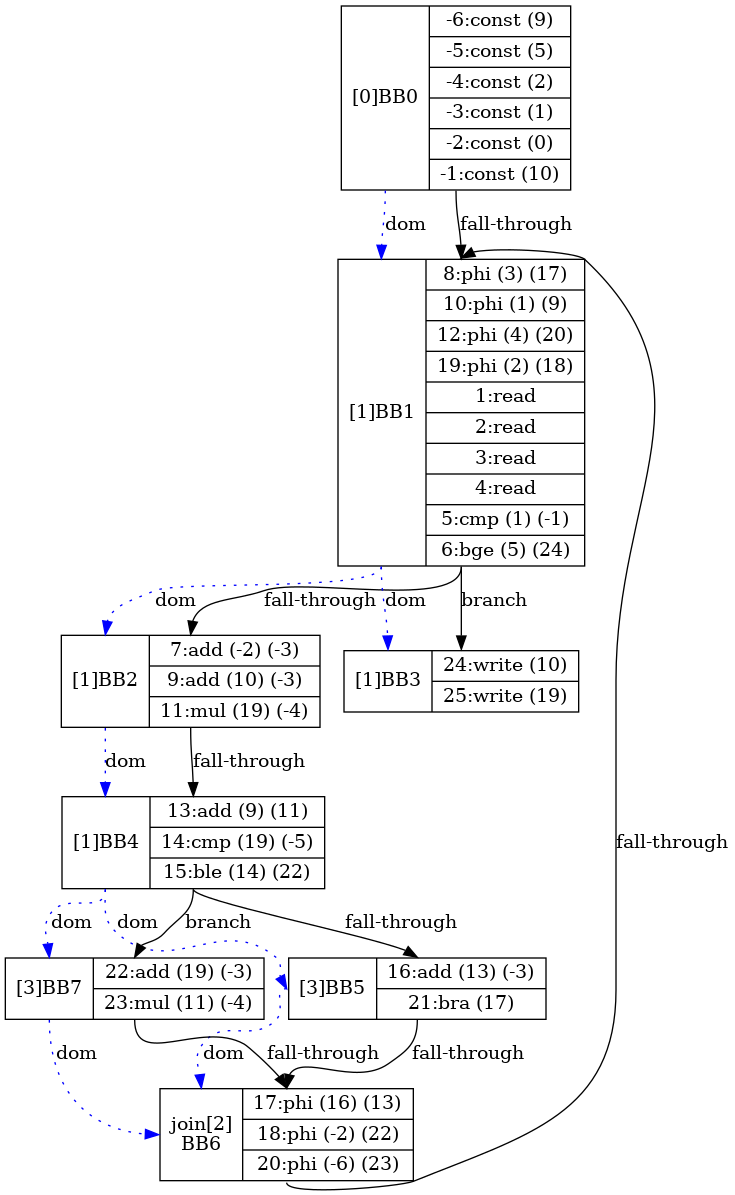 [0]BB0
-6:const (9)
-5:const (5)
-4:const (2)
-3:const (1)
-2:const (0)
-1:const (10)
dom
fall-through
[1]BB1
8:phi (3) (17)
10:phi (1) (9)
12:phi (4) (20)
19:phi (2) (18)
1:read
2:read
3:read
4:read
5:cmp (1) (-1)
6:bge (5) (24)
dom
fall-through
dom
branch
[1]BB2
7:add (-2) (-3)
9:add (10) (-3)
11:mul (19) (-4)
[1]BB3
24:write (10)
25:write (19)
dom
fall-through
[1]BB4
13:add (9) (11)
14:cmp (19) (-5)
15:ble (14) (22)
fall-through
dom
dom
branch
fall-through
[3]BB7
22:add (19) (-3)
23:mul (11) (-4)
[3]BB5
16:add (13) (-3)
21:bra (17)
dom
dom
fall-through
fall-through
join[2]
BB6
17:phi (16) (13)
18:phi (-2) (22)
20:phi (-6) (23)